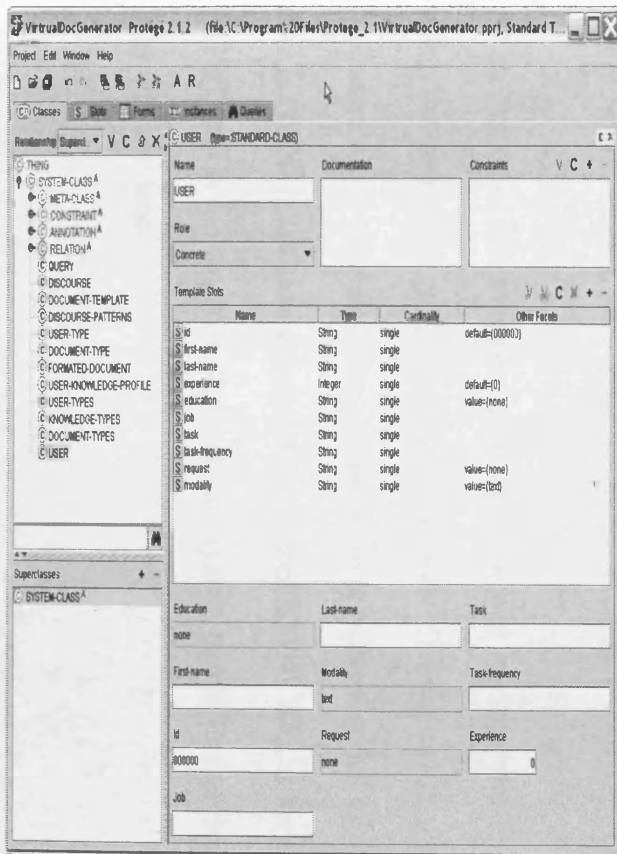 VirtrualDocGenerator Protégé 2.1.2 (file:\C:\Program%20Files\Protege_2.1\VirtrualDocGenerator.pprj, Standard T...
Project Edit Window Help
A R
C Classes S Slots Forms Instances Queries
Relationship Supercl... V C X
C USER (type=STANDARD-CLASS) C X
THING
SYSTEM-CLASS A
META-CLASS A
CONSTRAINT A
ANNOTATION A
RELATION A
QUERY
DISCOURSE
DOCUMENT-TEMPLATE
DISCOURSE-PATTERNS
USER-TYPE
DOCUMENT-TYPE
FORMATED-DOCUMENT
USER-KNOWLEDGE-PROFILE
USER-TYPES
KNOWLEDGE-TYPES
DOCUMENT-TYPES
USER
Superclasses + -
SYSTEM-CLASS A
Name Documentation Constraints V C + -
USER
Role
Concrete
Template Slots V C X + -
Name Type Cardinality Other Facets
S id String single default={000000}
S first-name String single
S last-name String single
S experience Integer single default={0}
S education String single value={none}
S job String single
S task String single
S task-frequency String single
S request String single value={none}
S modality String single value={text}
Education Last-name Task
none
First-name Modality Task-frequency
text
Id Request Experience
000000 none 0
Job